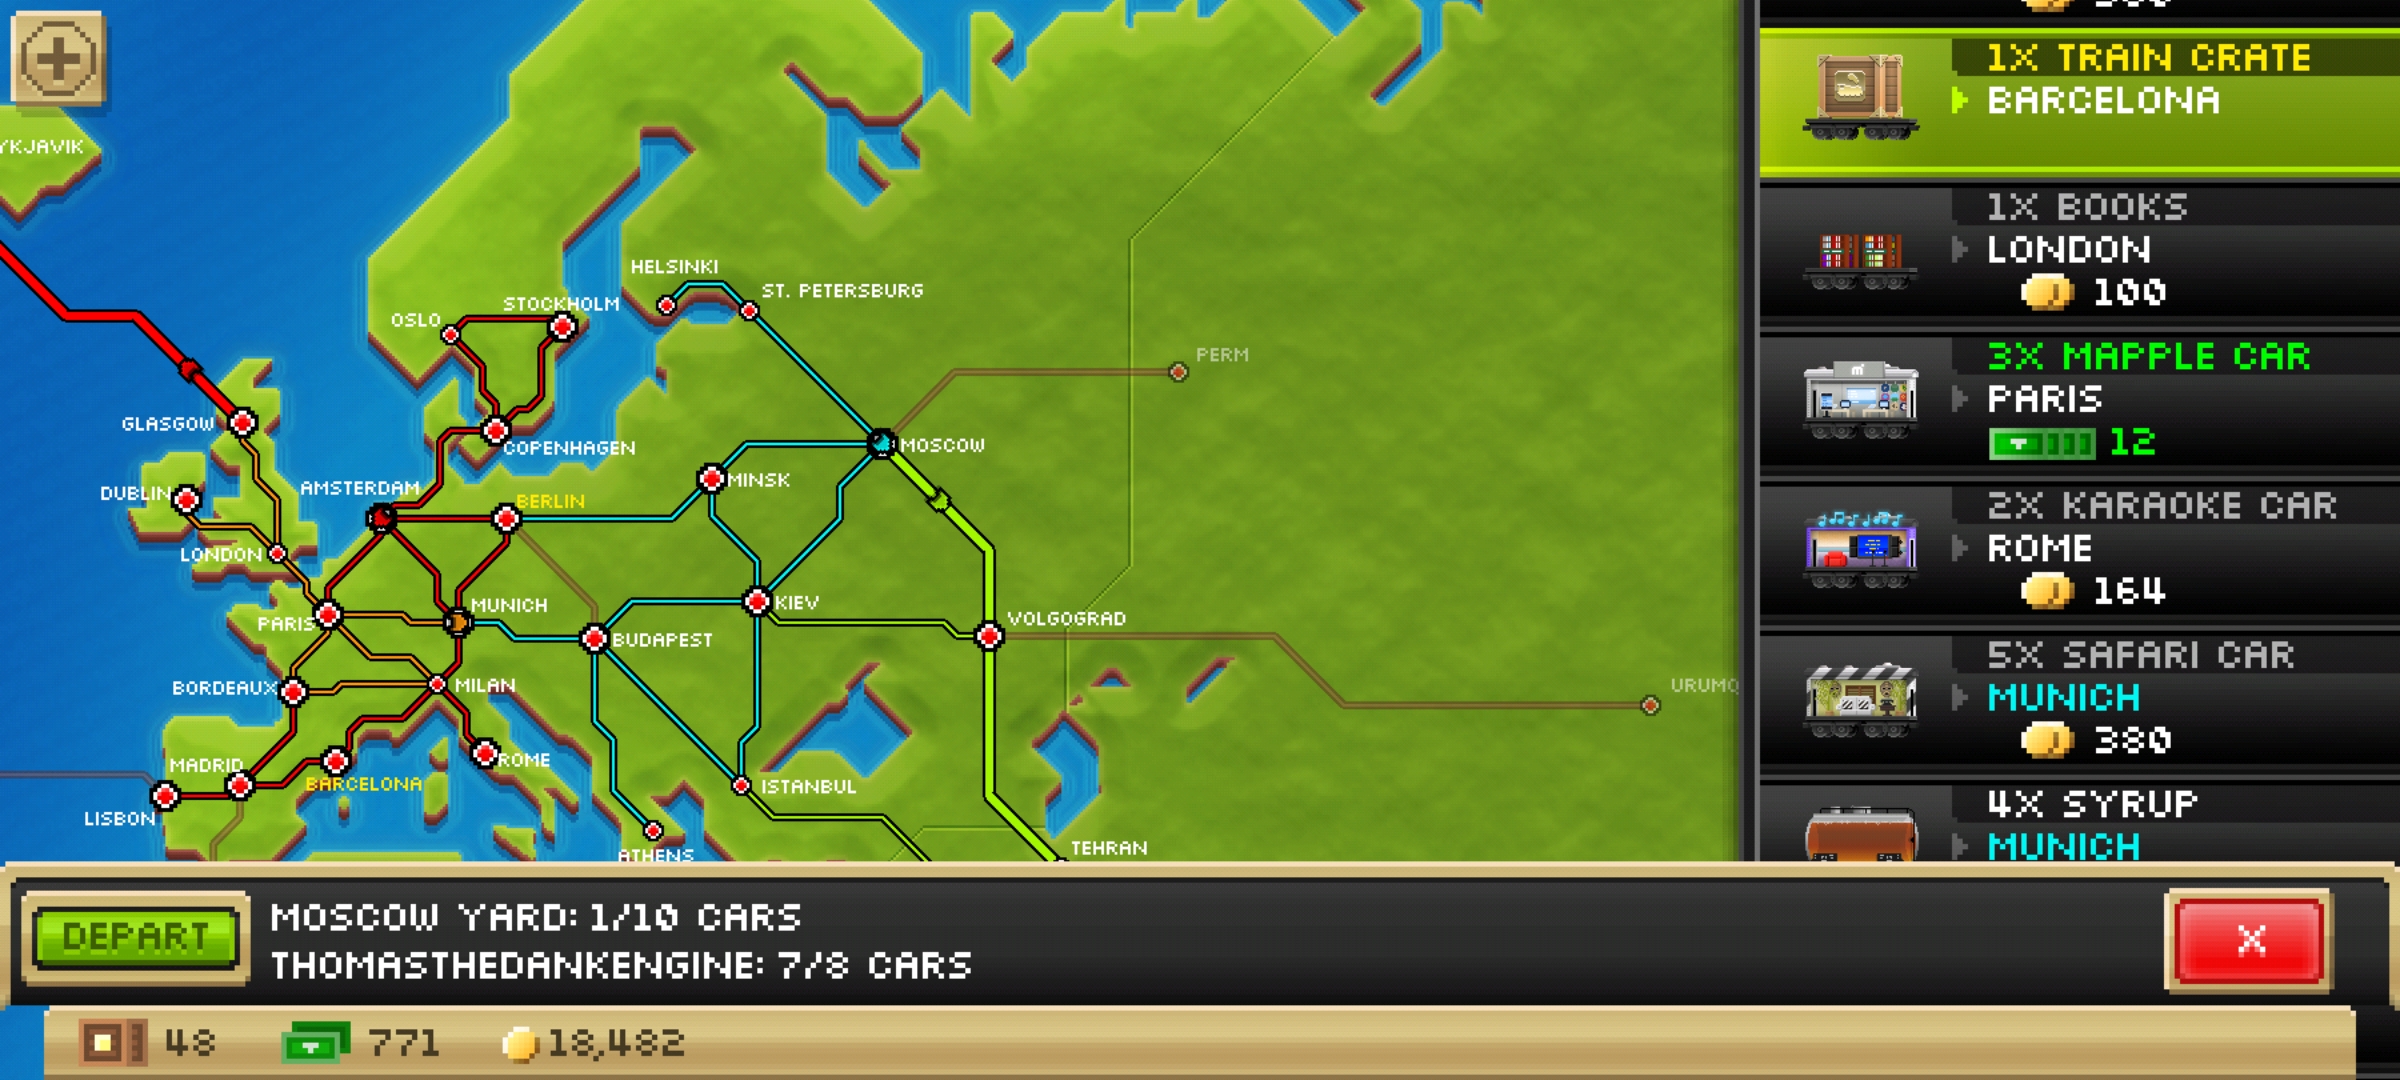 YKJAVIK
HELSINKI
ST. PETERSBURG
STOCKHOLM
OSLO
PERM
GLASGOW
COPENHAGEN
MOSCOW
MINSK
AMSTERDAM
DUBLIN
BERLIN
LONDON
MUNICH
KIEV
VOLGOGRAD
PARIS
BUDAPEST
BORDEAUX
MILAN
URUMQ
MADRID
ROME
BARCELONA
ISTANBUL
LISBON
ATHENS
TEHRAN
1X TRAIN CRATE
BARCELONA
1X BOOKS
LONDON
100
3X MAPPLE CAR
PARIS
12
2X KARAOKE CAR
ROME
164
5X SAFARI CAR
MUNICH
380
4X SYRUP
MUNICH
DEPART
MOSCOW YARD: 1/10 CARS
THOMASTHEDANKENGINE: 7/8 CARS
X
48
771
18,482